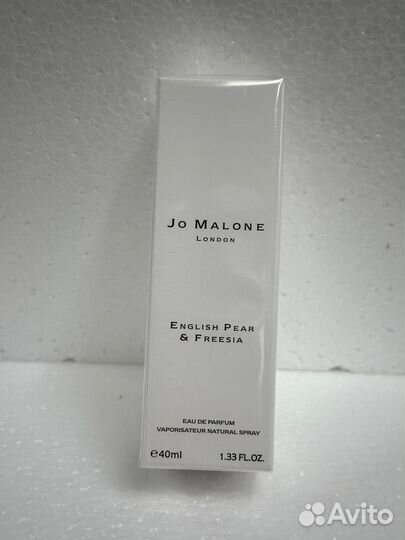 JO MALONE
LONDON
ENGLISH PEAR
& FREESIA
EAU DE PARFUM
VAPORISATEUR NATURAL SPRAY
℮40ml 1.33 FL.OZ.
Avito